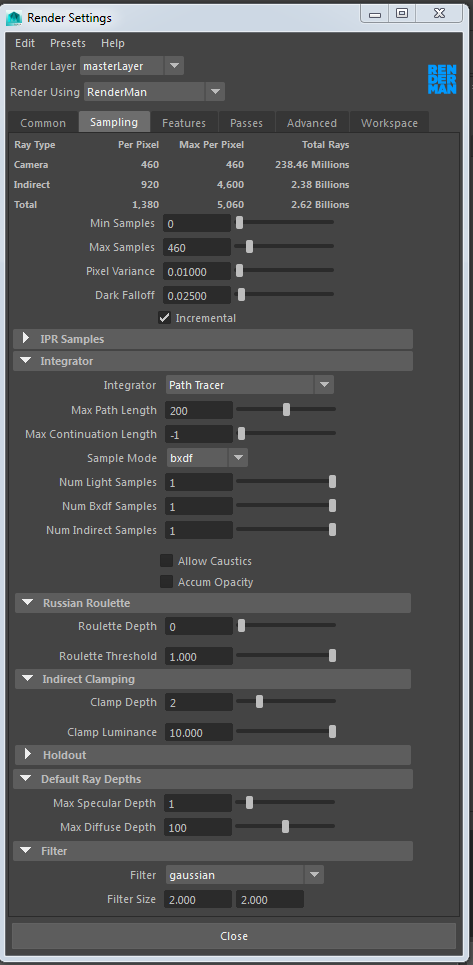 Render Settings
Edit Presets Help
Render Layer masterLayer
Render Using RenderMan
REN
DER
MAN
Common Sampling Features Passes Advanced Workspace
Ray Type Per Pixel Max Per Pixel Total Rays
Camera 460 460 238.46 Millions
Indirect 920 4,600 2.38 Billions
Total 1,380 5,060 2.62 Billions
Min Samples 0
Max Samples 460
Pixel Variance 0.01000
Dark Falloff 0.02500
Incremental
IPR Samples
Integrator
Integrator Path Tracer
Max Path Length 200
Max Continuation Length -1
Sample Mode bxdf
Num Light Samples 1
Num Bxdf Samples 1
Num Indirect Samples 1
Allow Caustics
Accum Opacity
Russian Roulette
Roulette Depth 0
Roulette Threshold 1.000
Indirect Clamping
Clamp Depth 2
Clamp Luminance 10.000
Holdout
Default Ray Depths
Max Specular Depth 1
Max Diffuse Depth 100
Filter
Filter gaussian
Filter Size 2.000 2.000
Close